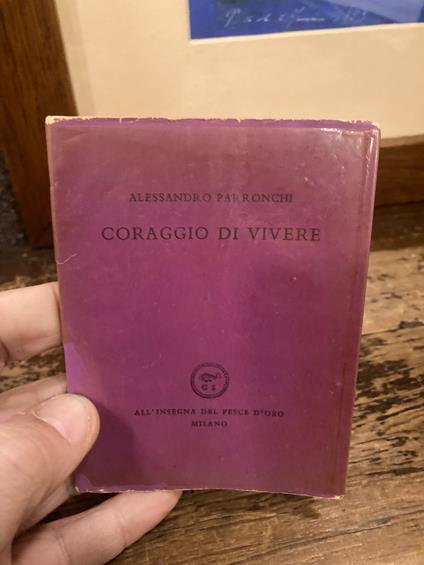 ALESSANDRO PARRONCHI
CORAGGIO DI VIVERE
G S
ALL'INSEGNA DEL PESCE D'ORO
MILANO